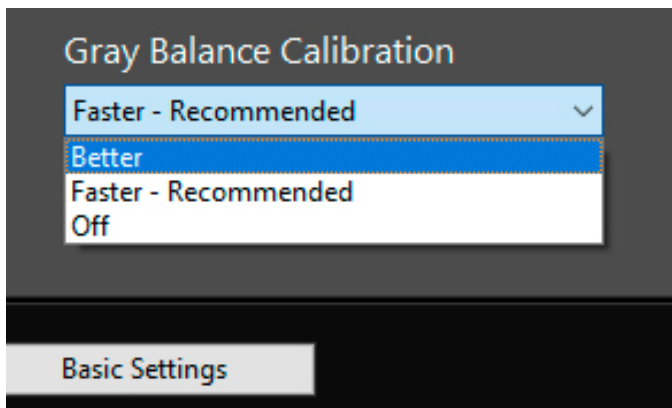 Gray Balance Calibration
Faster - Recommended
Better
Faster - Recommended
Off
Basic Settings